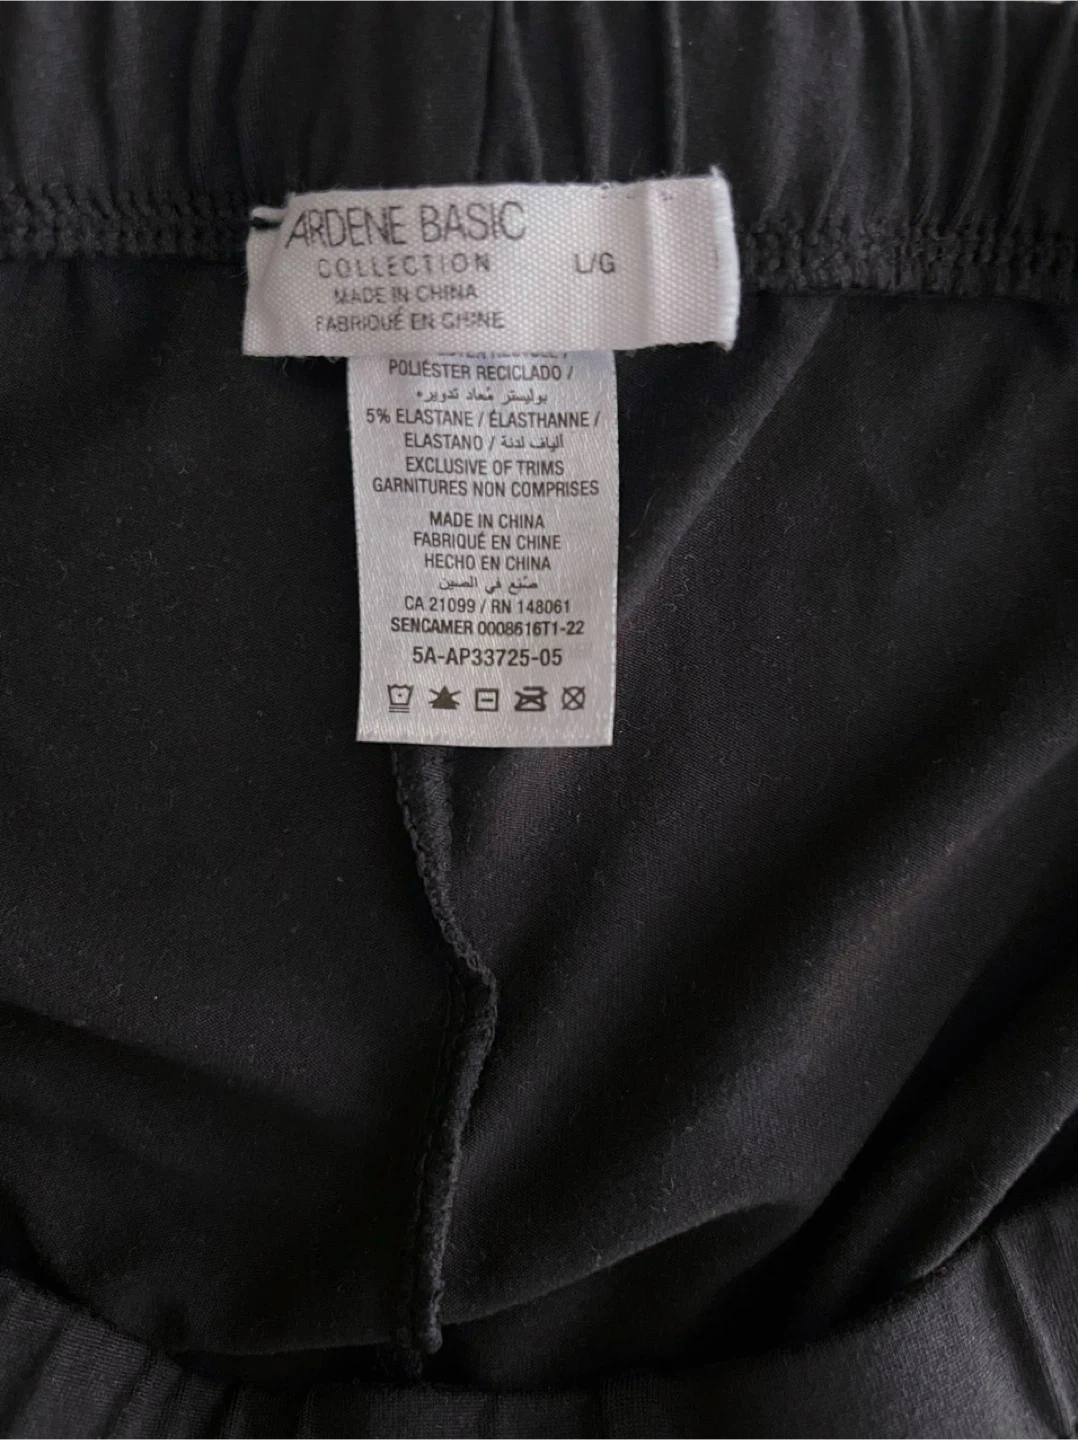 ARDENE BASIC
COLLECTION
L/G
MADE IN CHINA
FABRIQUÉ EN CHINE
POLIÉSTER RECICLADO /
بوليستر مُعاد تدويره
5% ELASTANE / ÉLASTHANNE /
ELASTANO / ألياف لدنة
EXCLUSIVE OF TRIMS
GARNITURES NON COMPRISES
MADE IN CHINA
FABRIQUÉ EN CHINE
HECHO EN CHINA
صُنع في الصين
CA 21099 / RN 148061
SENCAMER 0008616T1-22
5A-AP33725-05